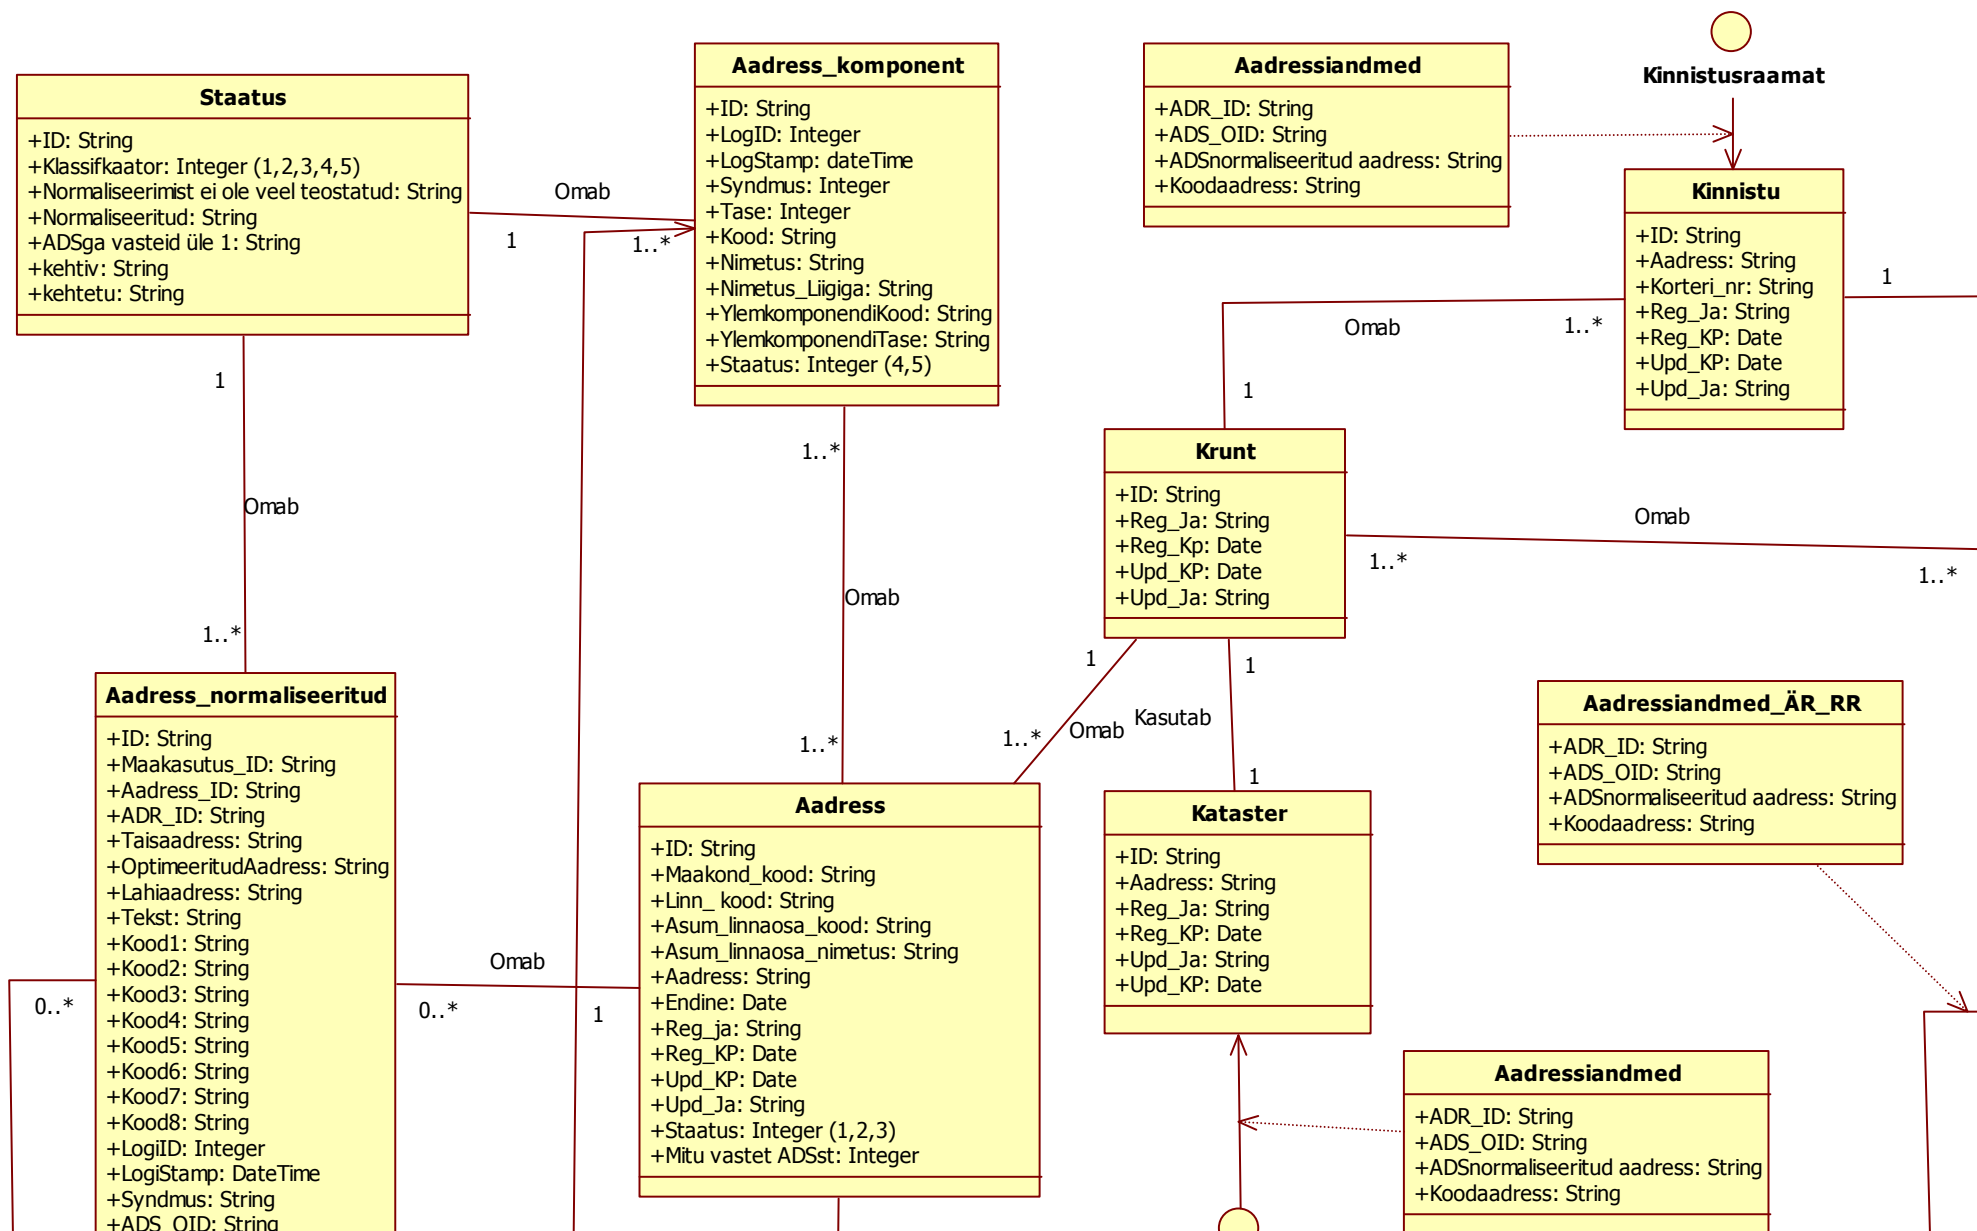 Staatus
+ID: String
+Klassifkaator: Integer (1,2,3,4,5)
+Normaliseerimist ei ole veel teostatud: String
+Normaliseeritud: String
+ADSga vasteid üle 1: String
+kehtiv: String
+kehtetu: String
Omab
1
1..*
Aadress_komponent
+ID: String
+LogID: Integer
+LogStamp: dateTime
+Syndmus: Integer
+Tase: Integer
+Kood: String
+Nimetus: String
+Nimetus_Liigiga: String
+YlemkomponendiKood: String
+YlemkomponendiTase: String
+Staatus: Integer (4,5)
Aadressiandmed
+ADR_ID: String
+ADS_OID: String
+ADSnormaliseeritud aadress: String
+Koodaadress: String
Kinnistusraamat
Kinnistu
+ID: String
+Aadress: String
+Korteri_nr: String
+Reg_Ja: String
+Reg_KP: Date
+Upd_KP: Date
+Upd_Ja: String
1
Omab
1..*
1
1
Omab
1..*
1..*
Omab
1..*
Krunt
+ID: String
+Reg_Ja: String
+Reg_Kp: Date
+Upd_KP: Date
+Upd_Ja: String
Omab
1..*
1..*
1
Omab
1..*
1
Kasutab
1
Aadress_normaliseeritud
+ID: String
+Maakasutus_ID: String
+Aadress_ID: String
+ADR_ID: String
+Taisaadress: String
+OptimeeritudAadress: String
+Lahiaadress: String
+Tekst: String
+Kood1: String
+Kood2: String
+Kood3: String
+Kood4: String
+Kood5: String
+Kood6: String
+Kood7: String
+Kood8: String
+LogiID: Integer
+LogiStamp: DateTime
+Syndmus: String
+ADS_OID: String
0..*
Omab
0..*
1
Aadress
+ID: String
+Maakond_kood: String
+Linn_ kood: String
+Asum_linnaosa_kood: String
+Asum_linnaosa_nimetus: String
+Aadress: String
+Endine: Date
+Reg_ja: String
+Reg_KP: Date
+Upd_KP: Date
+Upd_Ja: String
+Staatus: Integer (1,2,3)
+Mitu vastet ADSst: Integer
Kataster
+ID: String
+Aadress: String
+Reg_Ja: String
+Reg_KP: Date
+Upd_Ja: String
+Upd_KP: Date
Aadressiandmed_ÄR_RR
+ADR_ID: String
+ADS_OID: String
+ADSnormaliseeritud aadress: String
+Koodaadress: String
Aadressiandmed
+ADR_ID: String
+ADS_OID: String
+ADSnormaliseeritud aadress: String
+Koodaadress: String